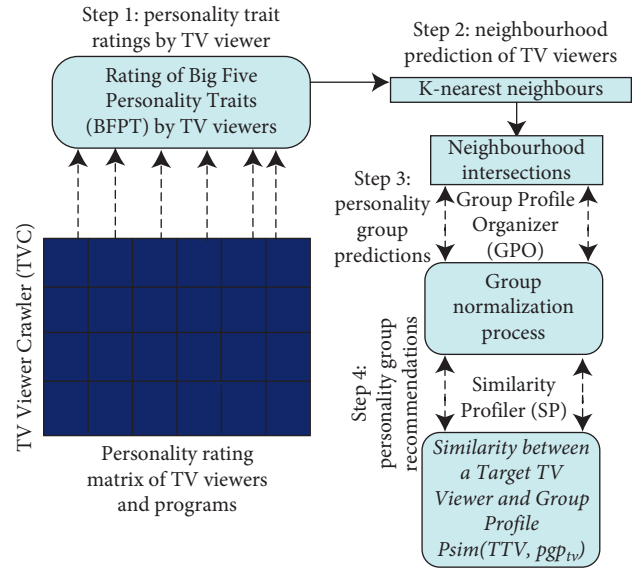 Step 1: personality trait
ratings by TV viewer
Rating of Big Five
Personality Traits
(BFPT) by TV viewers
Step 2: neighbourhood
prediction of TV viewers
K-nearest neighbours
Neighbourhood
intersections
Step 3:
personality
group
predictions
Group Profile
Organizer
(GPO)
Group
normalization
process
Step 4:
personality group
recommendations
Similarity
Profiler (SP)
Similarity between
a Target TV
Viewer and Group
Profile
Psim(TTV, pgp_tv)
TV Viewer Crawler (TVC)
Personality rating
matrix of TV viewers
and programs